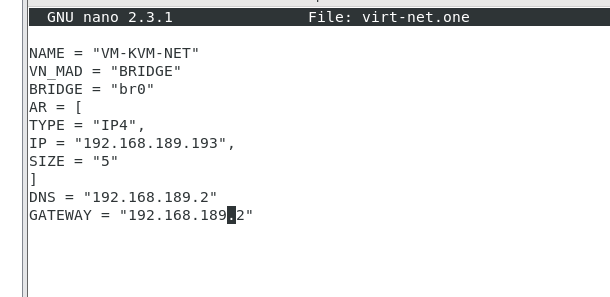 GNU nano 2.3.1 File: virt-net.one
NAME = "VM-KVM-NET"
VN_MAD = "BRIDGE"
BRIDGE = "br0"
AR = [
TYPE = "IP4",
IP = "192.168.189.193",
SIZE = "5"
]
DNS = "192.168.189.2"
GATEWAY = "192.168.189.2"